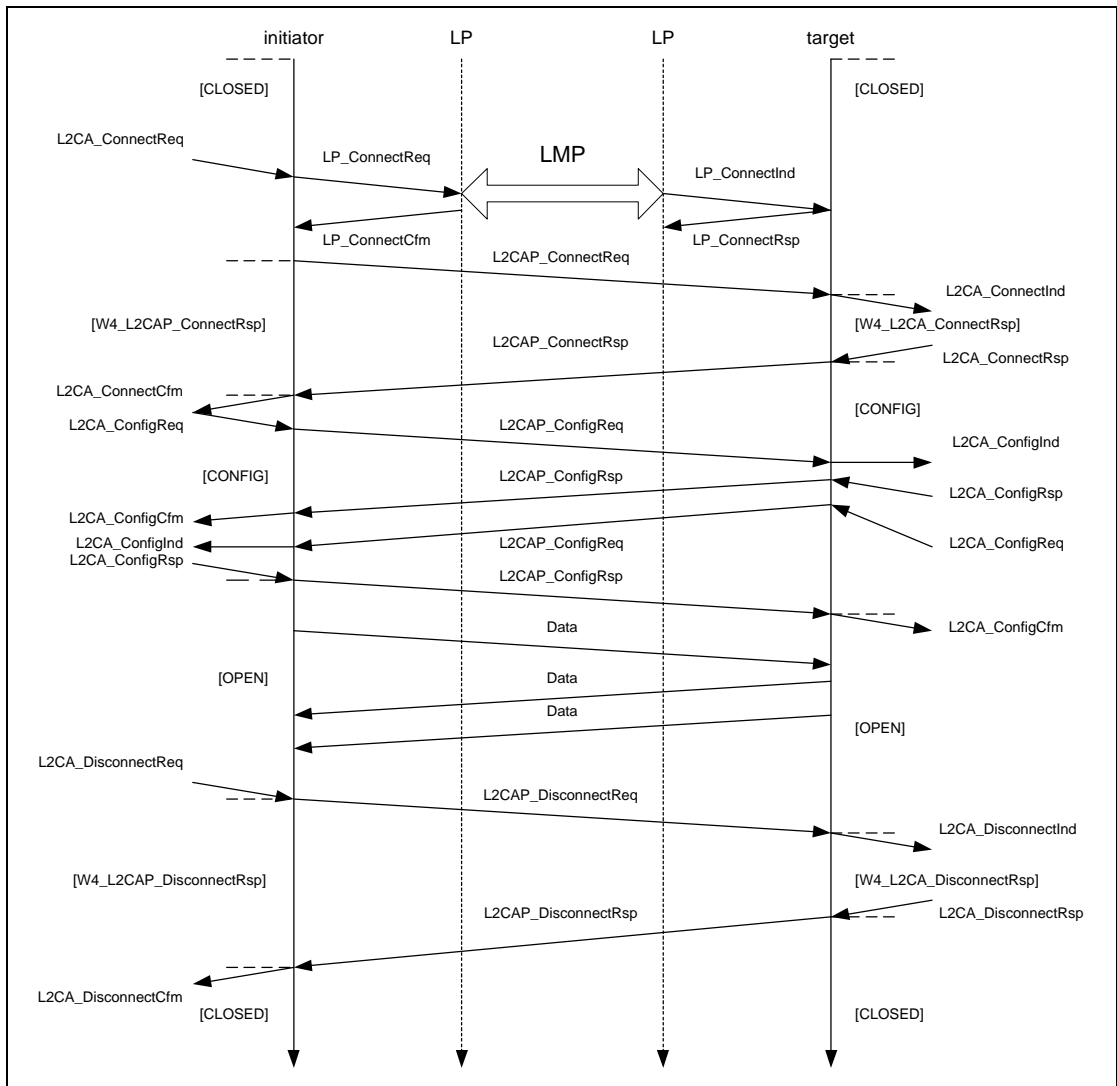 initiator LP LP target
[CLOSED] [CLOSED]
L2CA_ConnectReq
LP_ConnectReq LMP LP_ConnectInd
LP_ConnectCfm LP_ConnectRsp
L2CAP_ConnectReq
L2CA_ConnectInd
[W4_L2CAP_ConnectRsp] [W4_L2CA_ConnectRsp]
L2CAP_ConnectRsp
L2CA_ConnectRsp
L2CA_ConnectCfm
[CONFIG]
L2CA_ConfigReq L2CAP_ConfigReq
L2CA_ConfigInd
[CONFIG] L2CAP_ConfigRsp
L2CA_ConfigRsp
L2CA_ConfigCfm
L2CA_ConfigInd L2CAP_ConfigReq L2CA_ConfigReq
L2CA_ConfigRsp
L2CAP_ConfigRsp
Data L2CA_ConfigCfm
[OPEN] Data
Data
[OPEN]
L2CA_DisconnectReq
L2CAP_DisconnectReq
L2CA_DisconnectInd
[W4_L2CAP_DisconnectRsp] [W4_L2CA_DisconnectRsp]
L2CAP_DisconnectRsp L2CA_DisconnectRsp
L2CA_DisconnectCfm
[CLOSED] [CLOSED]